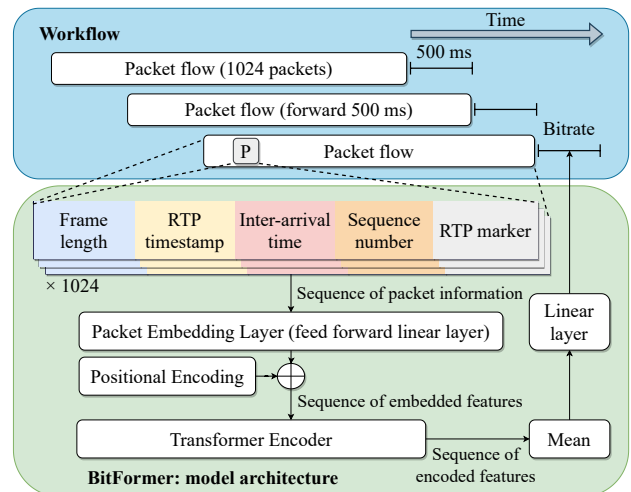 Workflow
Time
500 ms
Packet flow (1024 packets)
Packet flow (forward 500 ms)
Bitrate
P
Packet flow
Frame
length
RTP
timestamp
Inter-arrival
time
Sequence
number
RTP marker
× 1024
Sequence of packet information
Packet Embedding Layer (feed forward linear layer)
Linear
layer
Positional Encoding
Sequence of embedded features
Transformer Encoder
Mean
Sequence of
encoded features
BitFormer: model architecture